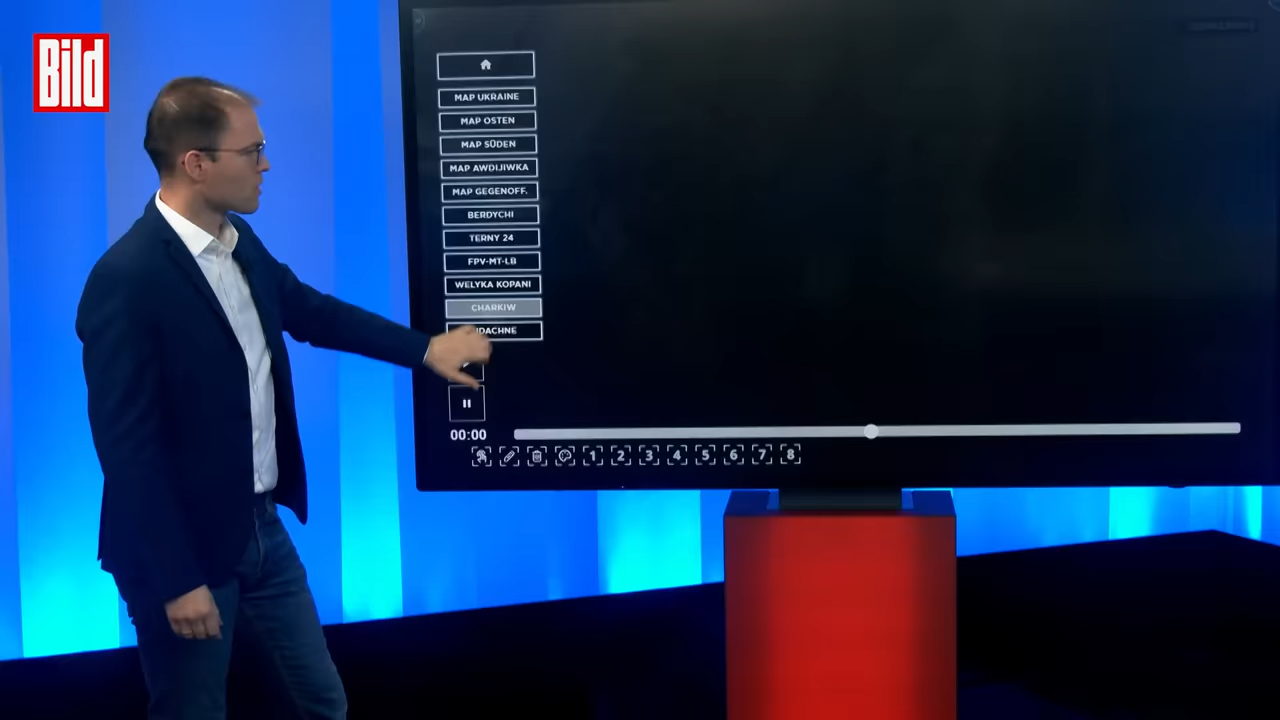 Bild
MAP UKRAINE
MAP OSTEN
MAP SÜDEN
MAP AWDIJIWKA
MAP GEGENOFF.
BERDYCHI
TERNY 24
FPV-MT-LB
WELYKA KOPANI
CHARKIW
DACHNE
00:00
1 2 3 4 5 6 7 8